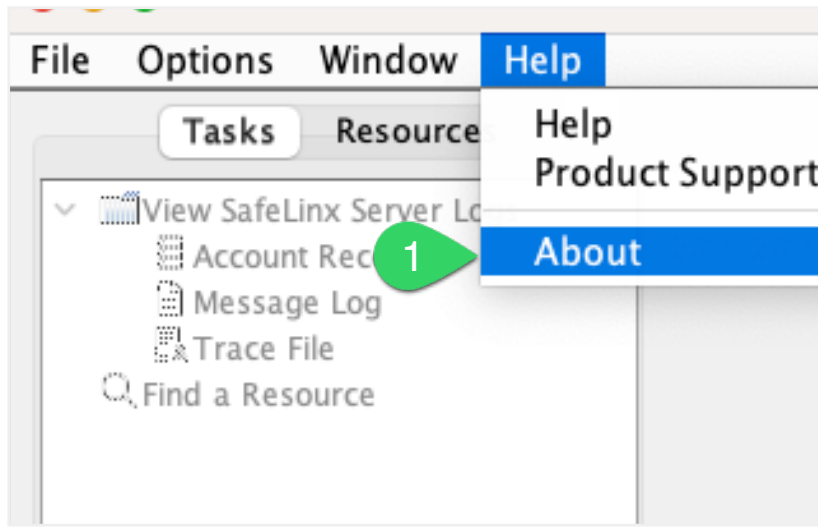 File Options Window Help
Tasks Resources
Help
Product Support
View SafeLinx Server
About
Account
1
Message Log
Trace File
Find a Resource